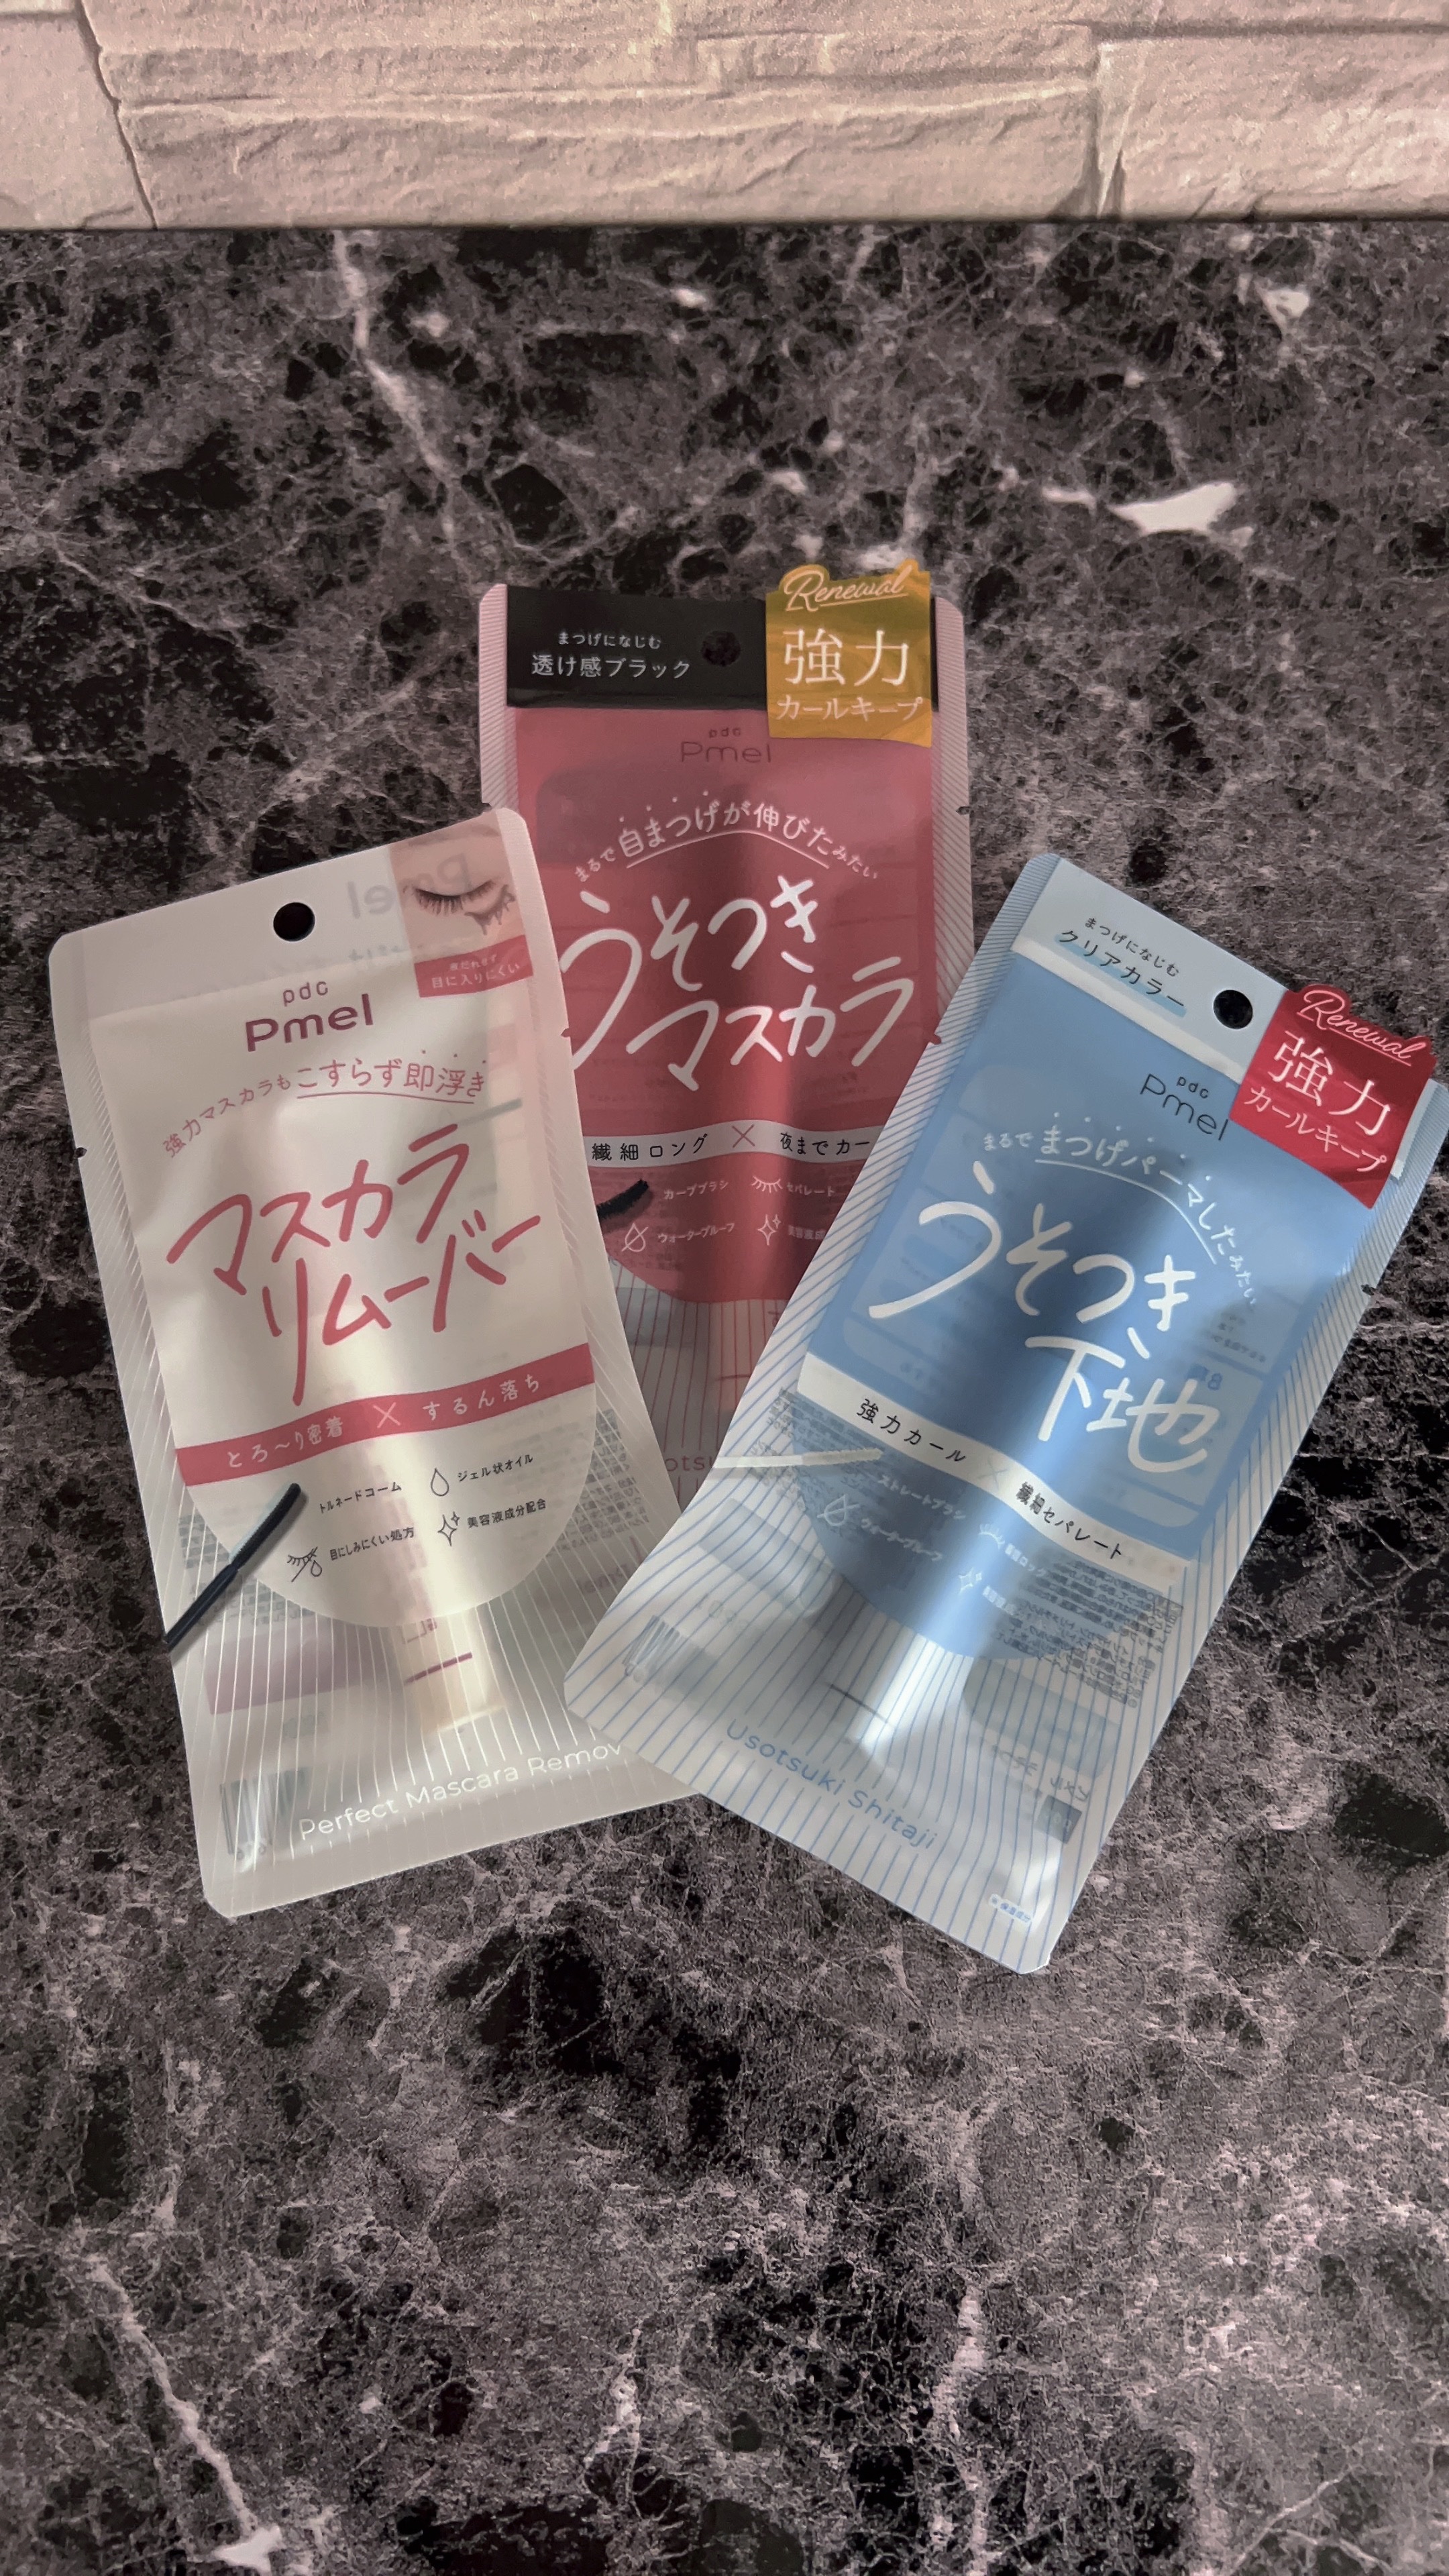 まつげになじむ
透け感ブラック
Renewal
強力
カールキープ
pdc
Pmel
まるで自まつげが伸びたみたい
うそつき
マスカラ
繊細ロング × 夜までカー
カーブブラシ
セパレート
ウォータープルーフ
目に入りにくい
pdc
Pmel
強力マスカラもこすらず即浮き
マスカラ
リムーバー
とろ〜り密着 × するん落ち
トルネードコーム
ジェル状オイル
目にしみにくい処方
美容液成分配合
Perfect Mascara Remov
まつげになじむ
クリアカラー
Renewal
強力
カールキープ
pdc
Pmel
まるでまつげパーマしたみたい
うそつき
下地
強力カール × 繊細セパレート
ストレートブラシ
ウォータープルーフ
Usotsuki Shitaji